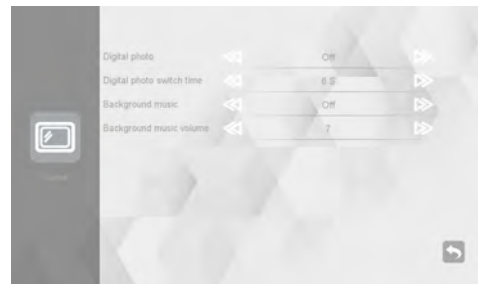 Digital photo Off
Digital photo switch time 6 S
Background music Off
Background music volume 7